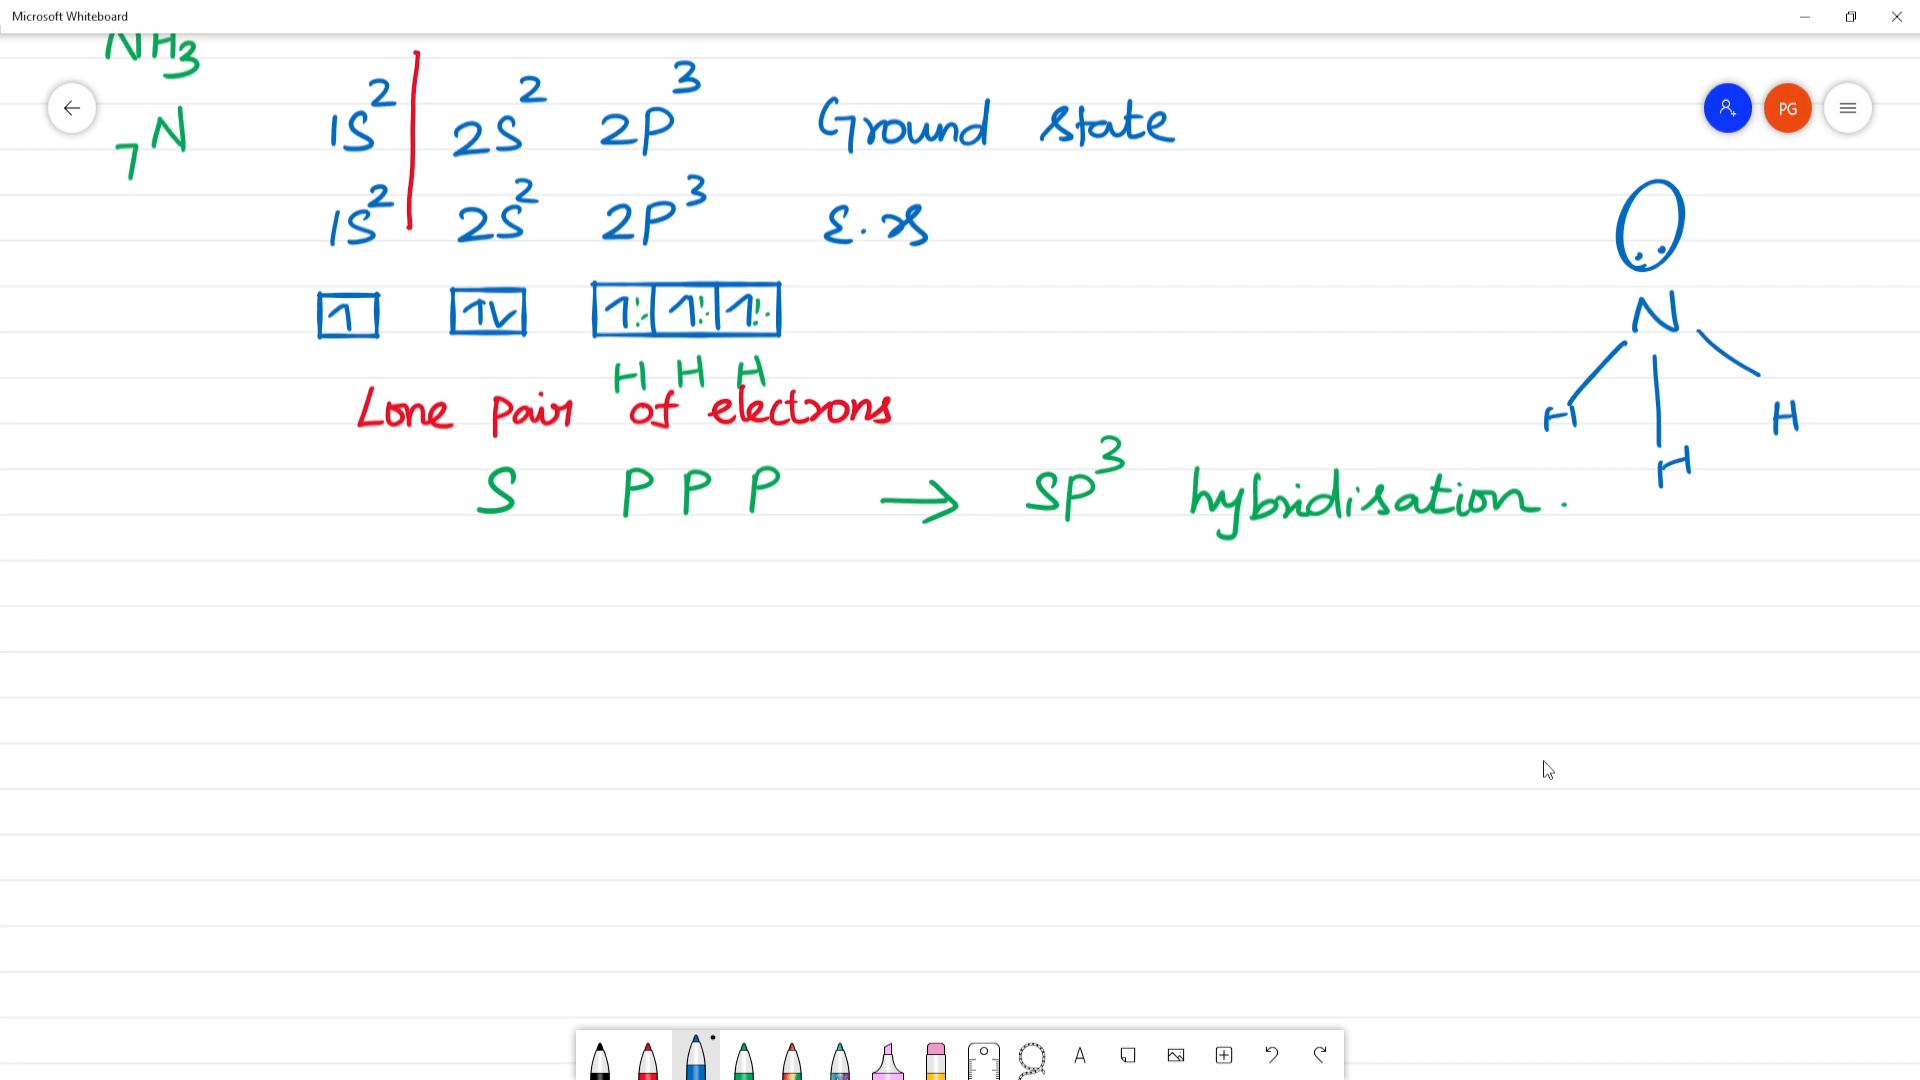 Microsoft Whiteboard
NH3
7N 1S² 2S² 2P³ Ground state
1S² 2S² 2P³ E.S
PG
H H H
Lone pair of electrons
S P P P → SP³ hybridisation.
N
H H H
A